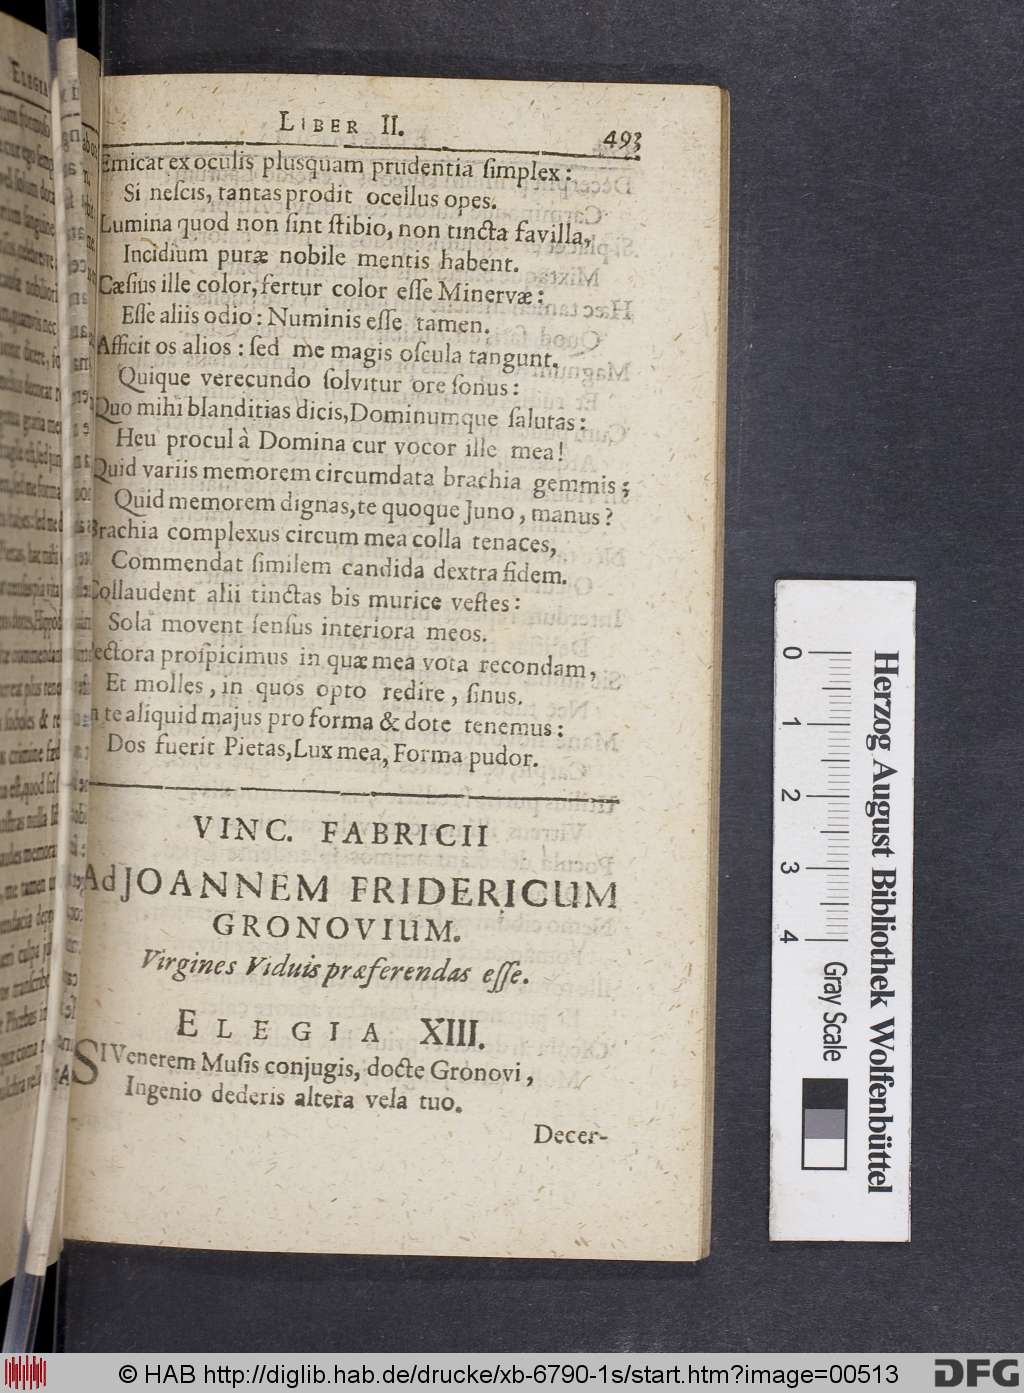 LIBER II. 493
Emicat ex oculis plusquam prudentia ſimplex:
Si neſcis, tantas prodit ocellus opes.
Lumina quod non ſint ſtibio, non tincta favilla,
Incidium puræ nobile mentis habent.
Cæſius ille color, fertur color eſſe Minervæ:
Eſſe aliis odio: Numinis eſſe tamen.
Afficit os alios: ſed me magis oſcula tangunt,
Quique verecundo ſolvitur ore ſonus:
Quo mihi blanditias dicis, Dominumque ſalutas:
Heu procul à Domina cur vocor ille mea!
Quid variis memorem circumdata brachia gemmis;
Quid memorem dignas, te quoque Juno, manus?
Brachia complexus circum mea colla tenaces,
Commendat ſimilem candida dextra fidem.
Collaudent alii tinctas bis murice veſtes:
Sola movent ſenſus interiora meos.
ectora proſpicimus in quæ mea vota recondam,
Et molles, in quos opto redire, ſinus.
n te aliquid majus pro forma & dote tenemus:
Dos fuerit Pietas, Lux mea, Forma pudor.
VINC. FABRICII
Ad JOANNEM FRIDERICUM
GRONOVIUM.
Virgines Viduis præferendas eſſe.
ELEGIA XIII.
SI Venerem Muſis conjugis, docte Gronovi,
Ingenio dederis altera vela tuo.
Decer-
0 1 2 3 4
Gray Scale
Herzog August Bibliothek Wolfenbüttel
© HAB http://diglib.hab.de/drucke/xb-6790-1s/start.htm?image=00513
DFG